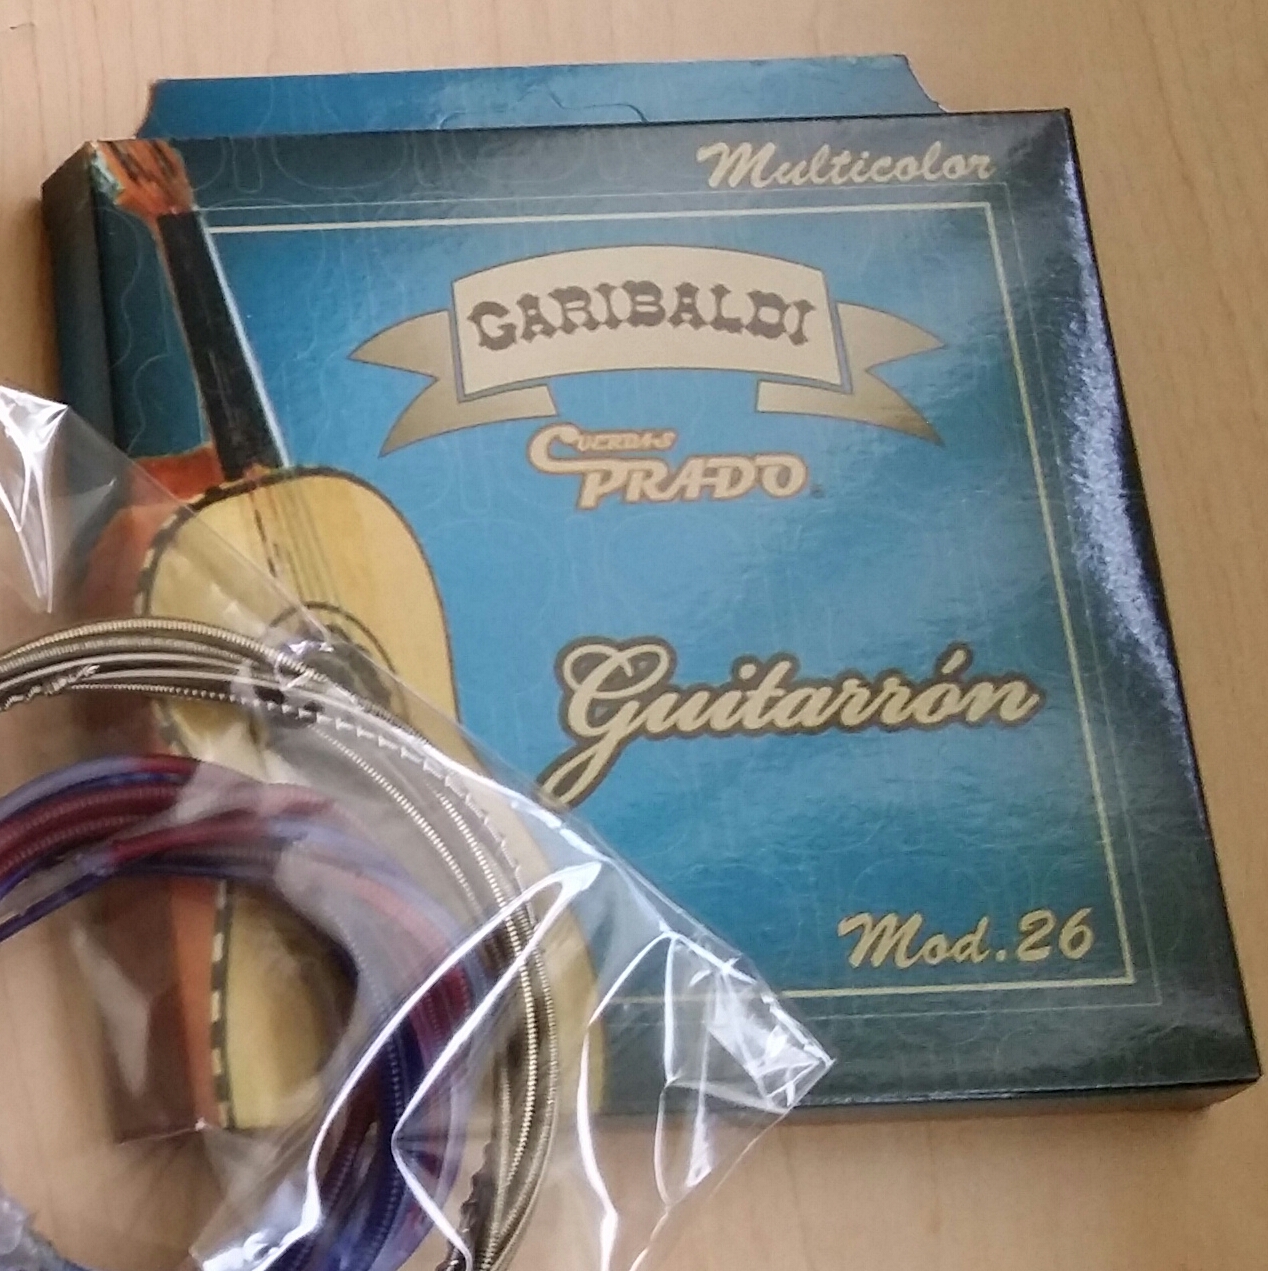 Multicolor
GARIBALDI
CUERDAS
PRADO
Guitarrón
Mod.26